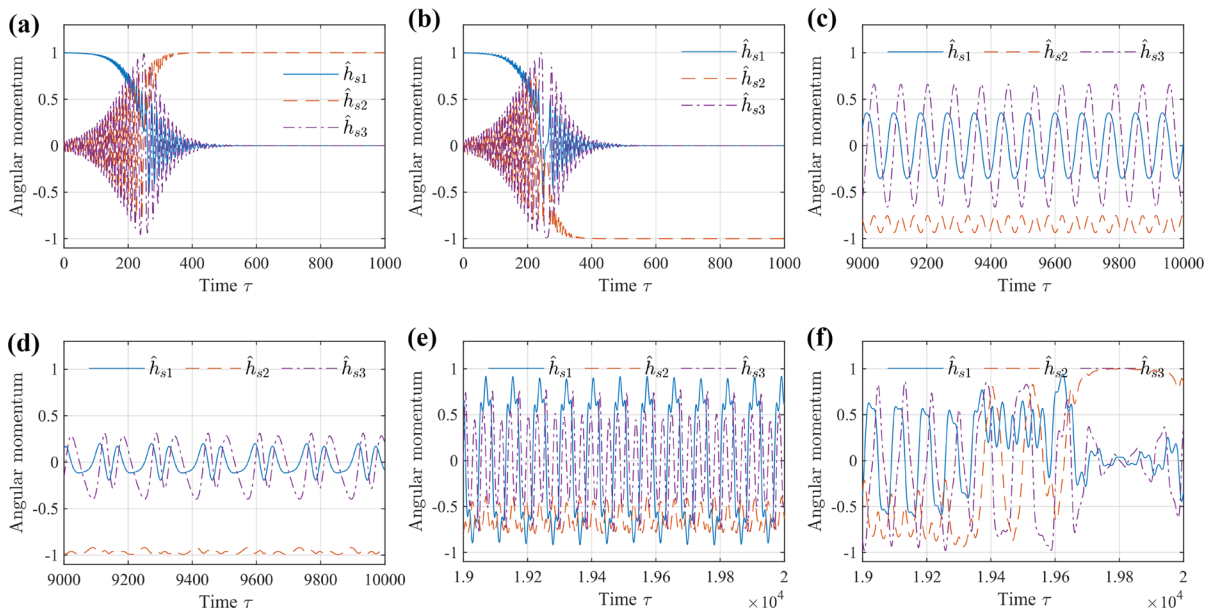 (a)
Angular momentum
1
0.5
0
-0.5
-1
ĥs1
ĥs2
ĥs3
0 200 400 600 800 1000
Time τ
(b)
Angular momentum
1
0.5
0
-0.5
-1
ĥs1
ĥs2
ĥs3
0 200 400 600 800 1000
Time τ
(c)
Angular momentum
ĥs1 ĥs2 ĥs3
1
0.5
0
-0.5
-1
9000 9200 9400 9600 9800 10000
Time τ
(d)
Angular momentum
ĥs1 ĥs2 ĥs3
1
0.5
0
-0.5
-1
9000 9200 9400 9600 9800 10000
Time τ
(e)
Angular momentum
ĥs1 ĥs2 ĥs3
1
0.5
0
-0.5
-1
1.9 1.92 1.94 1.96 1.98 2
Time τ
×10⁴
(f)
Angular momentum
ĥs1 ĥs2 ĥs3
1
0.5
0
-0.5
-1
1.9 1.92 1.94 1.96 1.98 2
Time τ
×10⁴